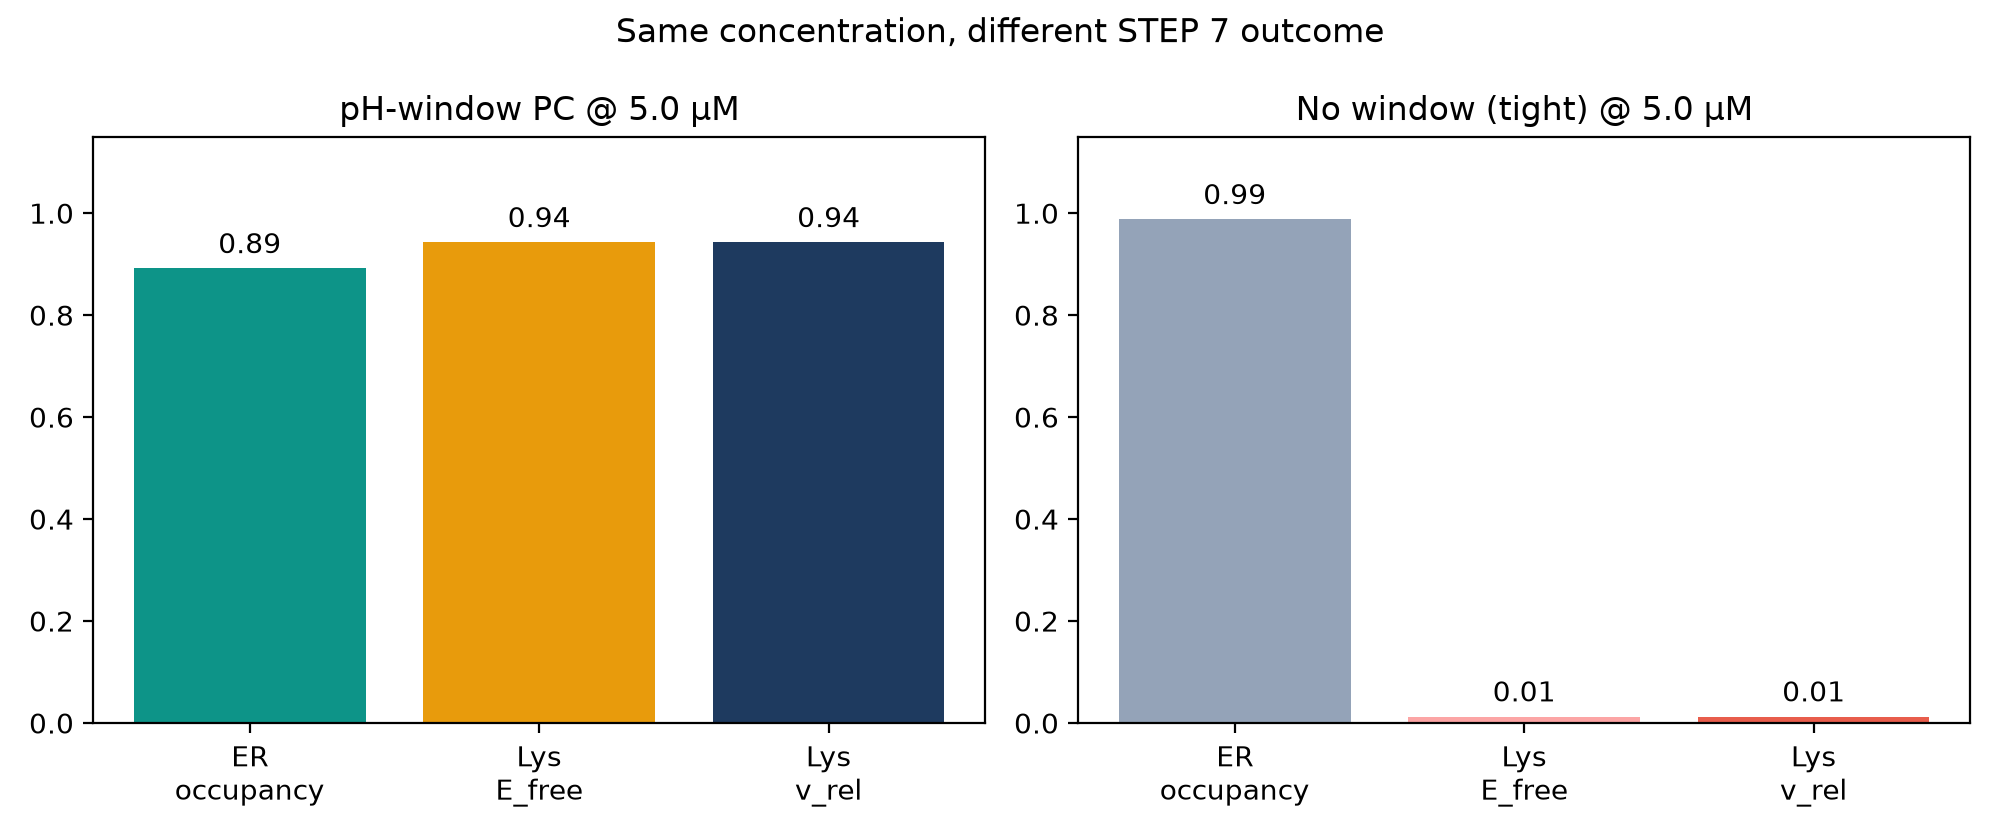 Same concentration, different STEP 7 outcome
pH-window PC @ 5.0 µM
1.0
0.8
0.6
0.4
0.2
0.0
0.89
0.94
0.94
ER
occupancy
Lys
E_free
Lys
v_rel
No window (tight) @ 5.0 µM
1.0
0.8
0.6
0.4
0.2
0.0
0.99
0.01
0.01
ER
occupancy
Lys
E_free
Lys
v_rel